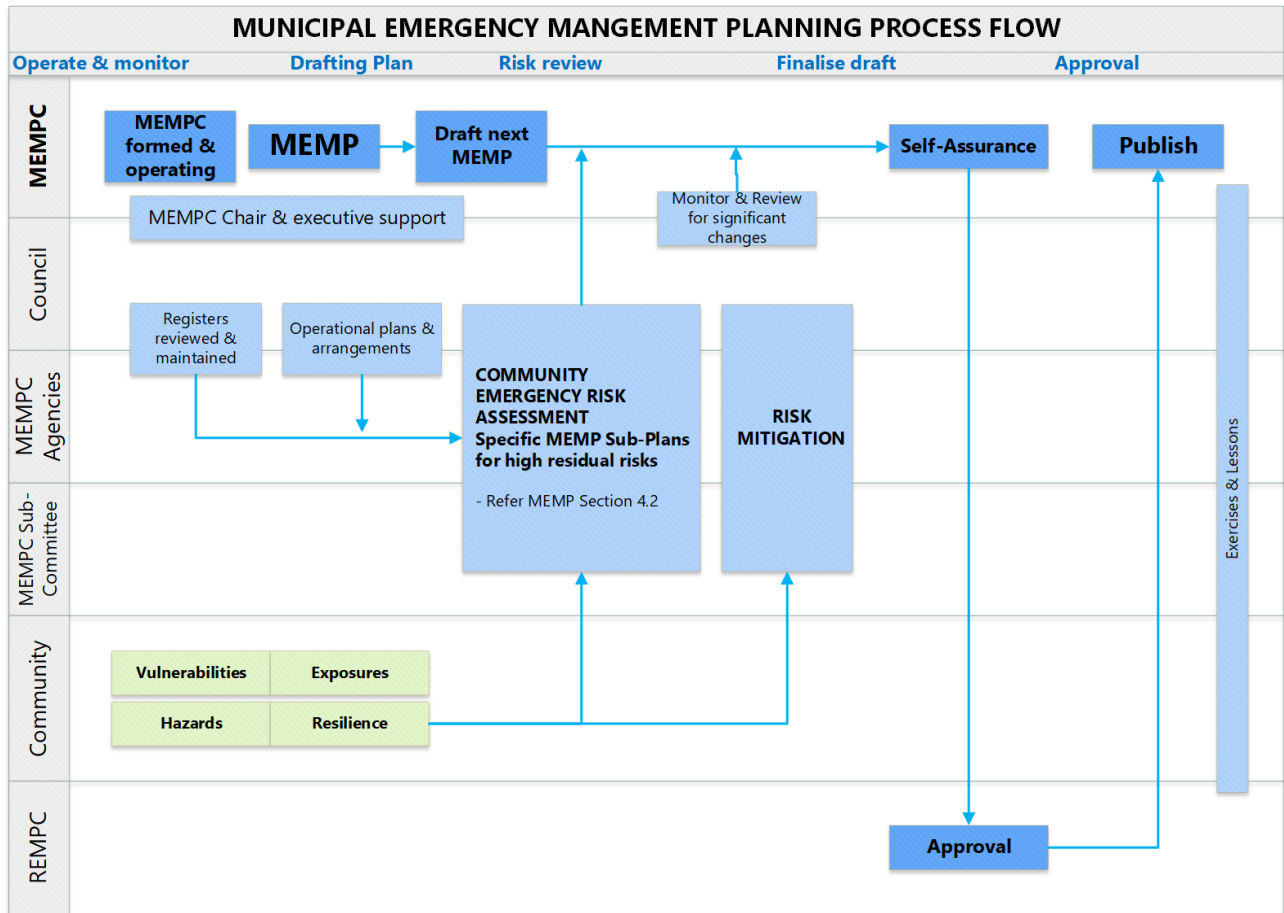 MUNICIPAL EMERGENCY MANGEMENT PLANNING PROCESS FLOW
Operate & monitor
Drafting Plan
Risk review
Finalise draft
Approval
MEMPC
MEMPC
formed &
operating
MEMP
Draft next
MEMP
Self-Assurance
Publish
MEMPC Chair & executive support
Monitor & Review
for significant
changes
Council
Registers
reviewed &
maintained
Operational plans &
arrangements
MEMPC
Agencies
COMMUNITY
EMERGENCY RISK
ASSESSMENT
Specific MEMP Sub-Plans
for high residual risks
- Refer MEMP Section 4.2
RISK
MITIGATION
Exercises & Lessons
MEMPC Sub-
Committee
Community
Vulnerabilities
Exposures
Hazards
Resilience
REMPC
Approval